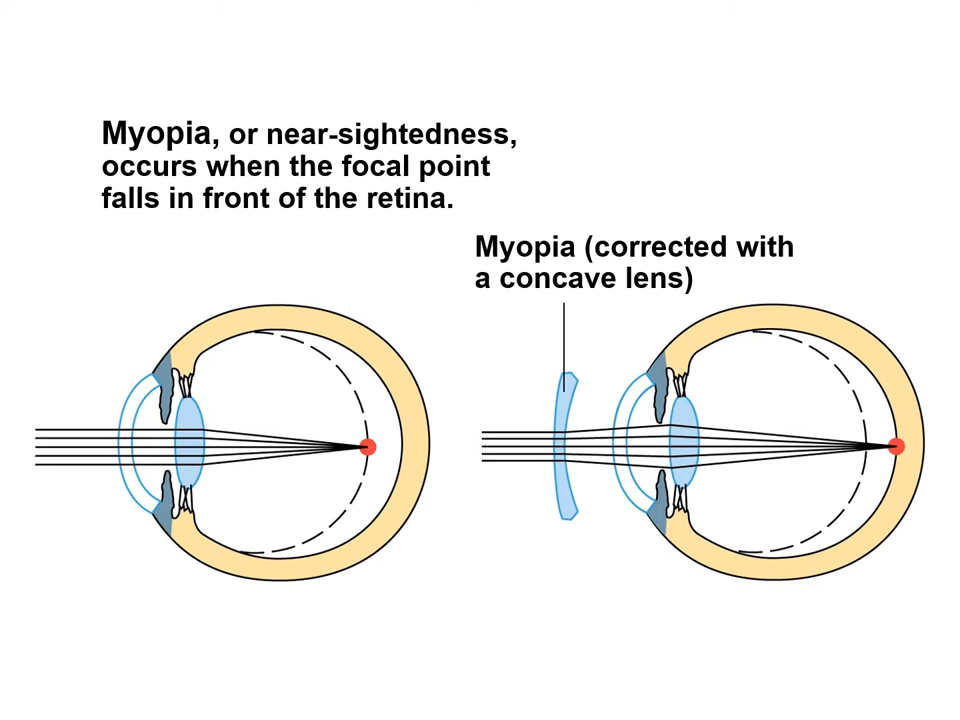 Myopia, or near-sightedness,
occurs when the focal point
falls in front of the retina.
Myopia (corrected with
a concave lens)